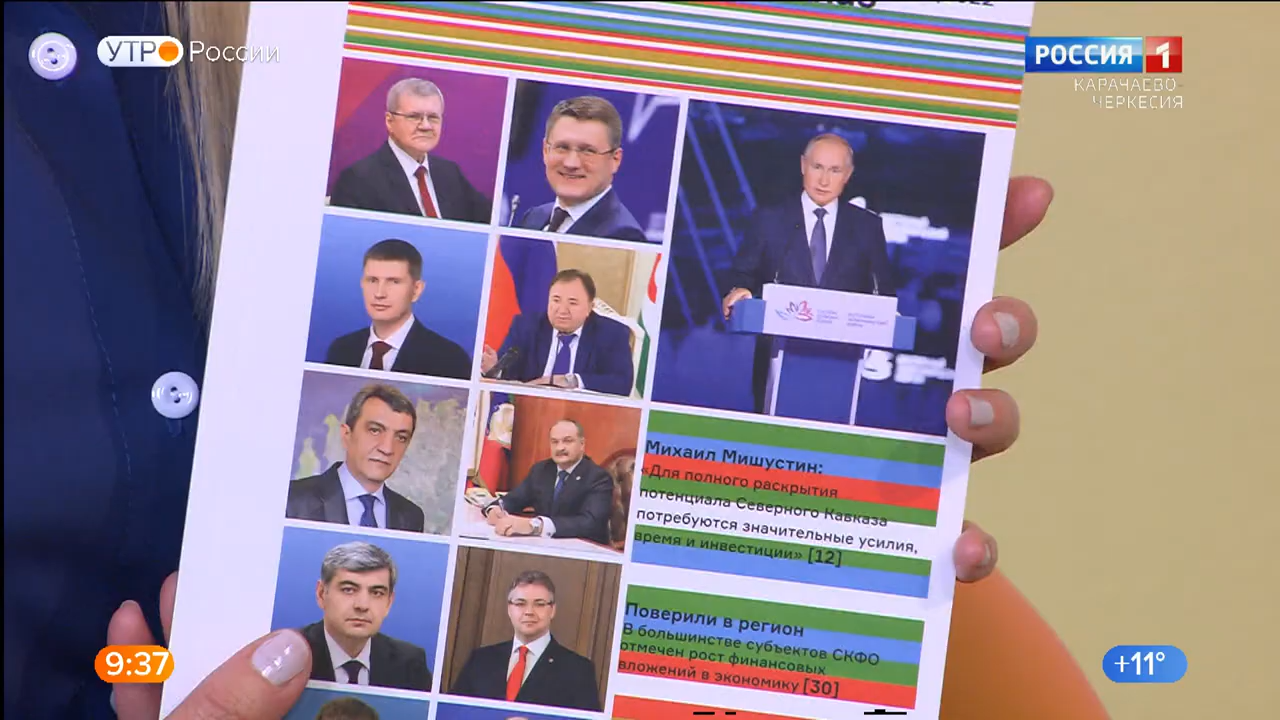 УТРО России
РОССИЯ 1
КАРАЧАЕВО-
ЧЕРКЕСИЯ
Михаил Мишустин:
«Для полного раскрытия
потенциала Северного Кавказа
потребуются значительные усилия,
время и инвестиции» [12]
Поверили в регион
В большинстве субъектов СКФО
отмечен рост финансовых
вложений в экономику [30]
9:37
+11°